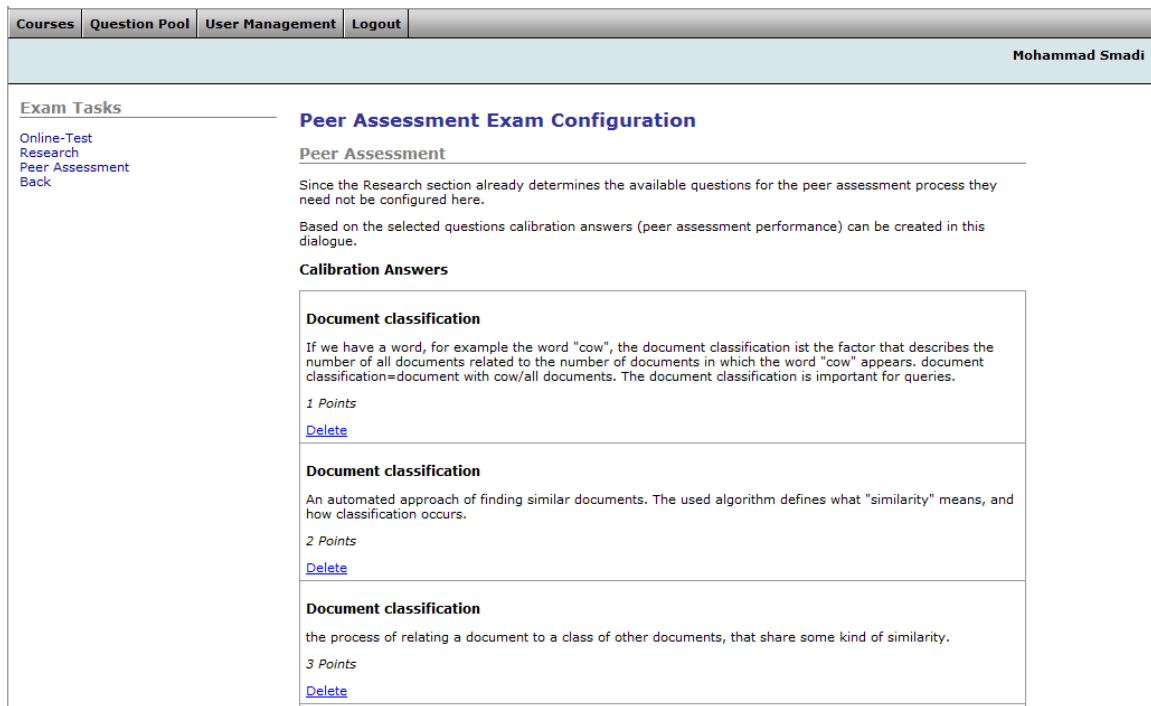 Courses Question Pool User Management Logout
Mohammad Smadi
Exam Tasks
Online-Test
Research
Peer Assessment
Back
Peer Assessment Exam Configuration
Peer Assessment
Since the Research section already determines the available questions for the peer assessment process they
need not be configured here.
Based on the selected questions calibration answers (peer assessment performance) can be created in this
dialogue.
Calibration Answers
Document classification
If we have a word, for example the word "cow", the document classification ist the factor that describes the
number of all documents related to the number of documents in which the word "cow" appears. document
classification=document with cow/all documents. The document classification is important for queries.
1 Points
Delete
Document classification
An automated approach of finding similar documents. The used algorithm defines what "similarity" means, and
how classification occurs.
2 Points
Delete
Document classification
the process of relating a document to a class of other documents, that share some kind of similarity.
3 Points
Delete